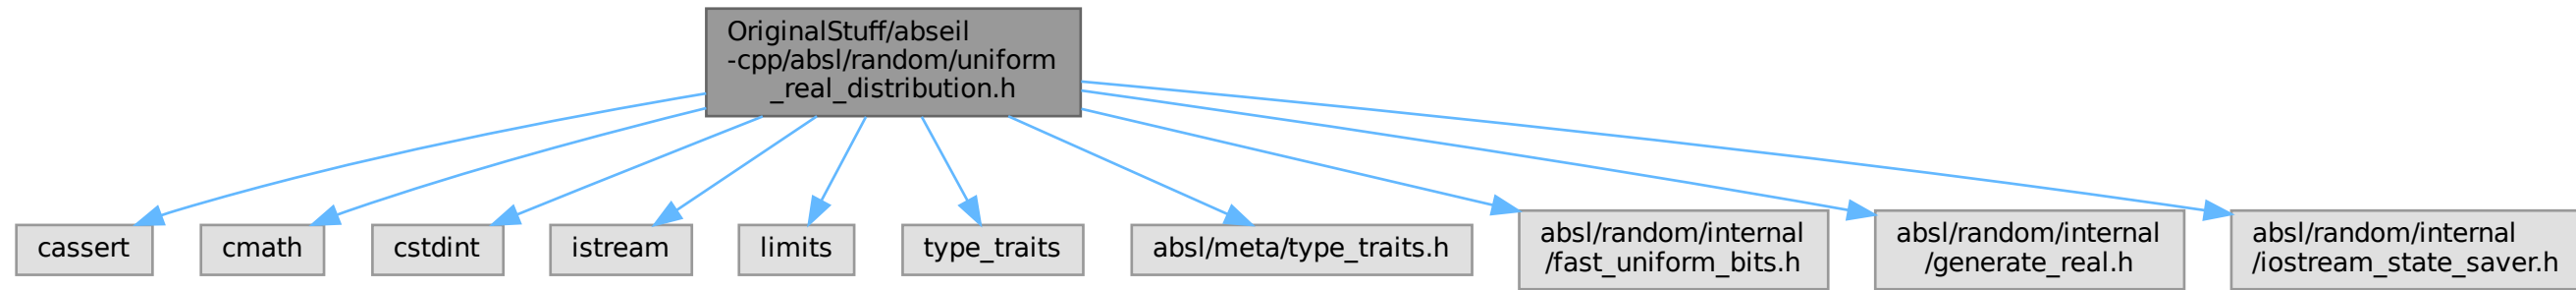 OriginalStuff/abseil
-cpp/absl/random/uniform
_real_distribution.h
cassert
cmath
cstdint
istream
limits
type_traits
absl/meta/type_traits.h
absl/random/internal
/fast_uniform_bits.h
absl/random/internal
/generate_real.h
absl/random/internal
/iostream_state_saver.h